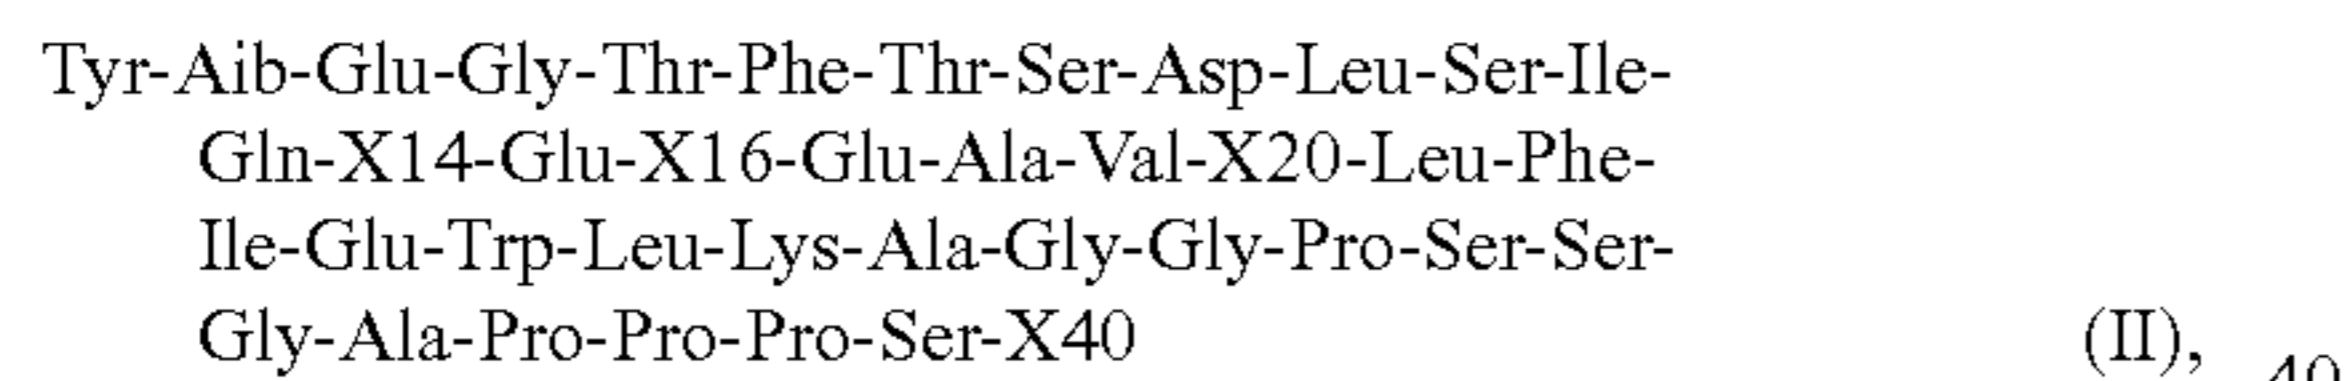 Tyr-Aib-Glu-Gly-Thr-Phe-Thr-Ser-Asp-Leu-Ser-Ile-
Gln-X14-Glu-X16-Glu-Ala-Val-X20-Leu-Phe-
Ile-Glu-Trp-Leu-Lys-Ala-Gly-Gly-Pro-Ser-Ser-
Gly-Ala-Pro-Pro-Pro-Ser-X40 (II),
40